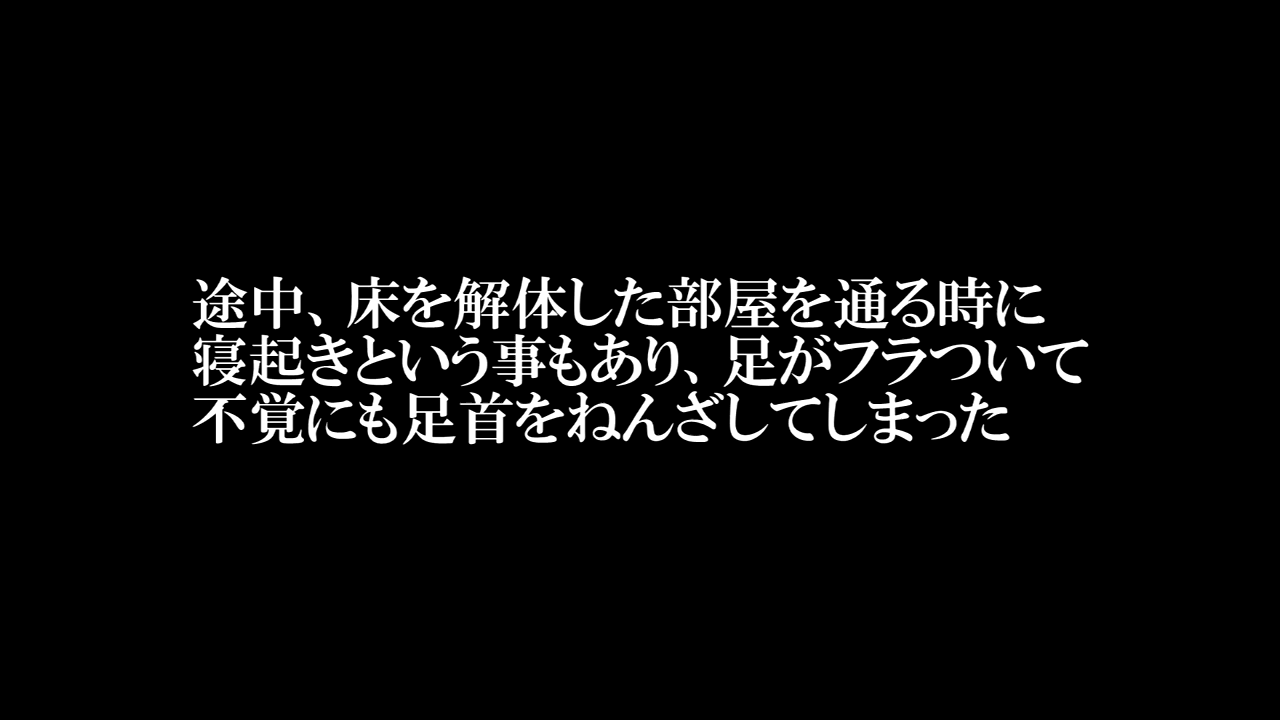 途中、床を解体した部屋を通る時に
寝起きという事もあり、足がフラついて
不覚にも足首をねんざしてしまった